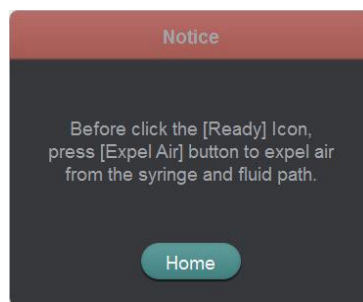 Notice
Before click the [Ready] Icon,
press [Expel Air] button to expel air
from the syringe and fluid path.
Home